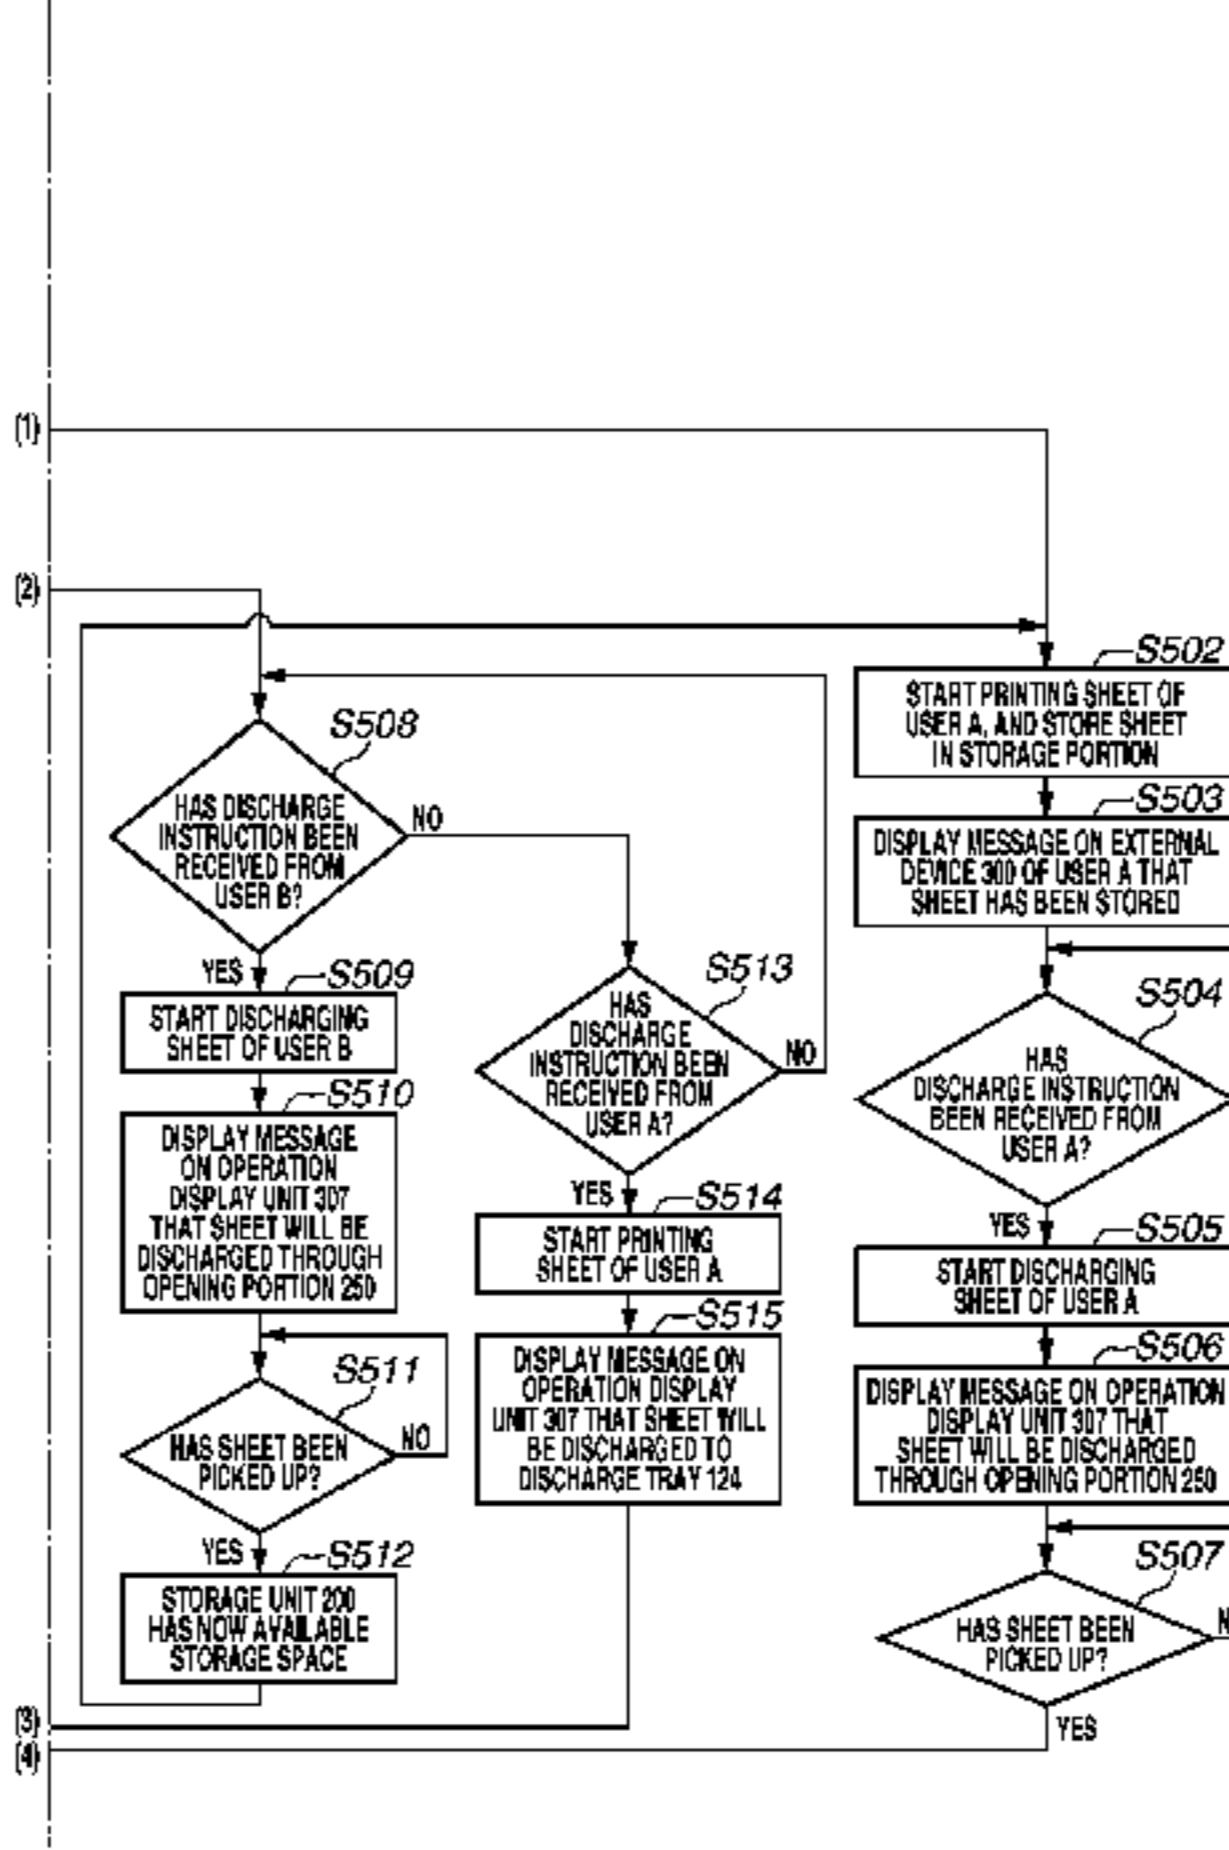 (1)
(2)
S508
HAS DISCHARGE
INSTRUCTION BEEN
RECEIVED FROM
USER B?
NO
YES
S509
START DISCHARGING
SHEET OF USER B
S510
DISPLAY MESSAGE
ON OPERATION
DISPLAY UNIT 307
THAT SHEET WILL BE
DISCHARGED THROUGH
OPENING PORTION 250
S511
HAS SHEET BEEN
PICKED UP?
NO
YES
S512
STORAGE UNIT 200
HAS NOW AVAILABLE
STORAGE SPACE
S513
HAS
DISCHARGE
INSTRUCTION BEEN
RECEIVED FROM
USER A?
NO
YES
S514
START PRINTING
SHEET OF USER A
S515
DISPLAY MESSAGE ON
OPERATION DISPLAY
UNIT 307 THAT SHEET WILL
BE DISCHARGED TO
DISCHARGE TRAY 124
S502
START PRINTING SHEET OF
USER A, AND STORE SHEET
IN STORAGE PORTION
S503
DISPLAY MESSAGE ON EXTERNAL
DEVICE 300 OF USER A THAT
SHEET HAS BEEN STORED
S504
HAS
DISCHARGE INSTRUCTION
BEEN RECEIVED FROM
USER A?
YES
S505
START DISCHARGING
SHEET OF USER A
S506
DISPLAY MESSAGE ON OPERATION
DISPLAY UNIT 307 THAT
SHEET WILL BE DISCHARGED
THROUGH OPENING PORTION 250
S507
HAS SHEET BEEN
PICKED UP?
YES
(3)
(4)